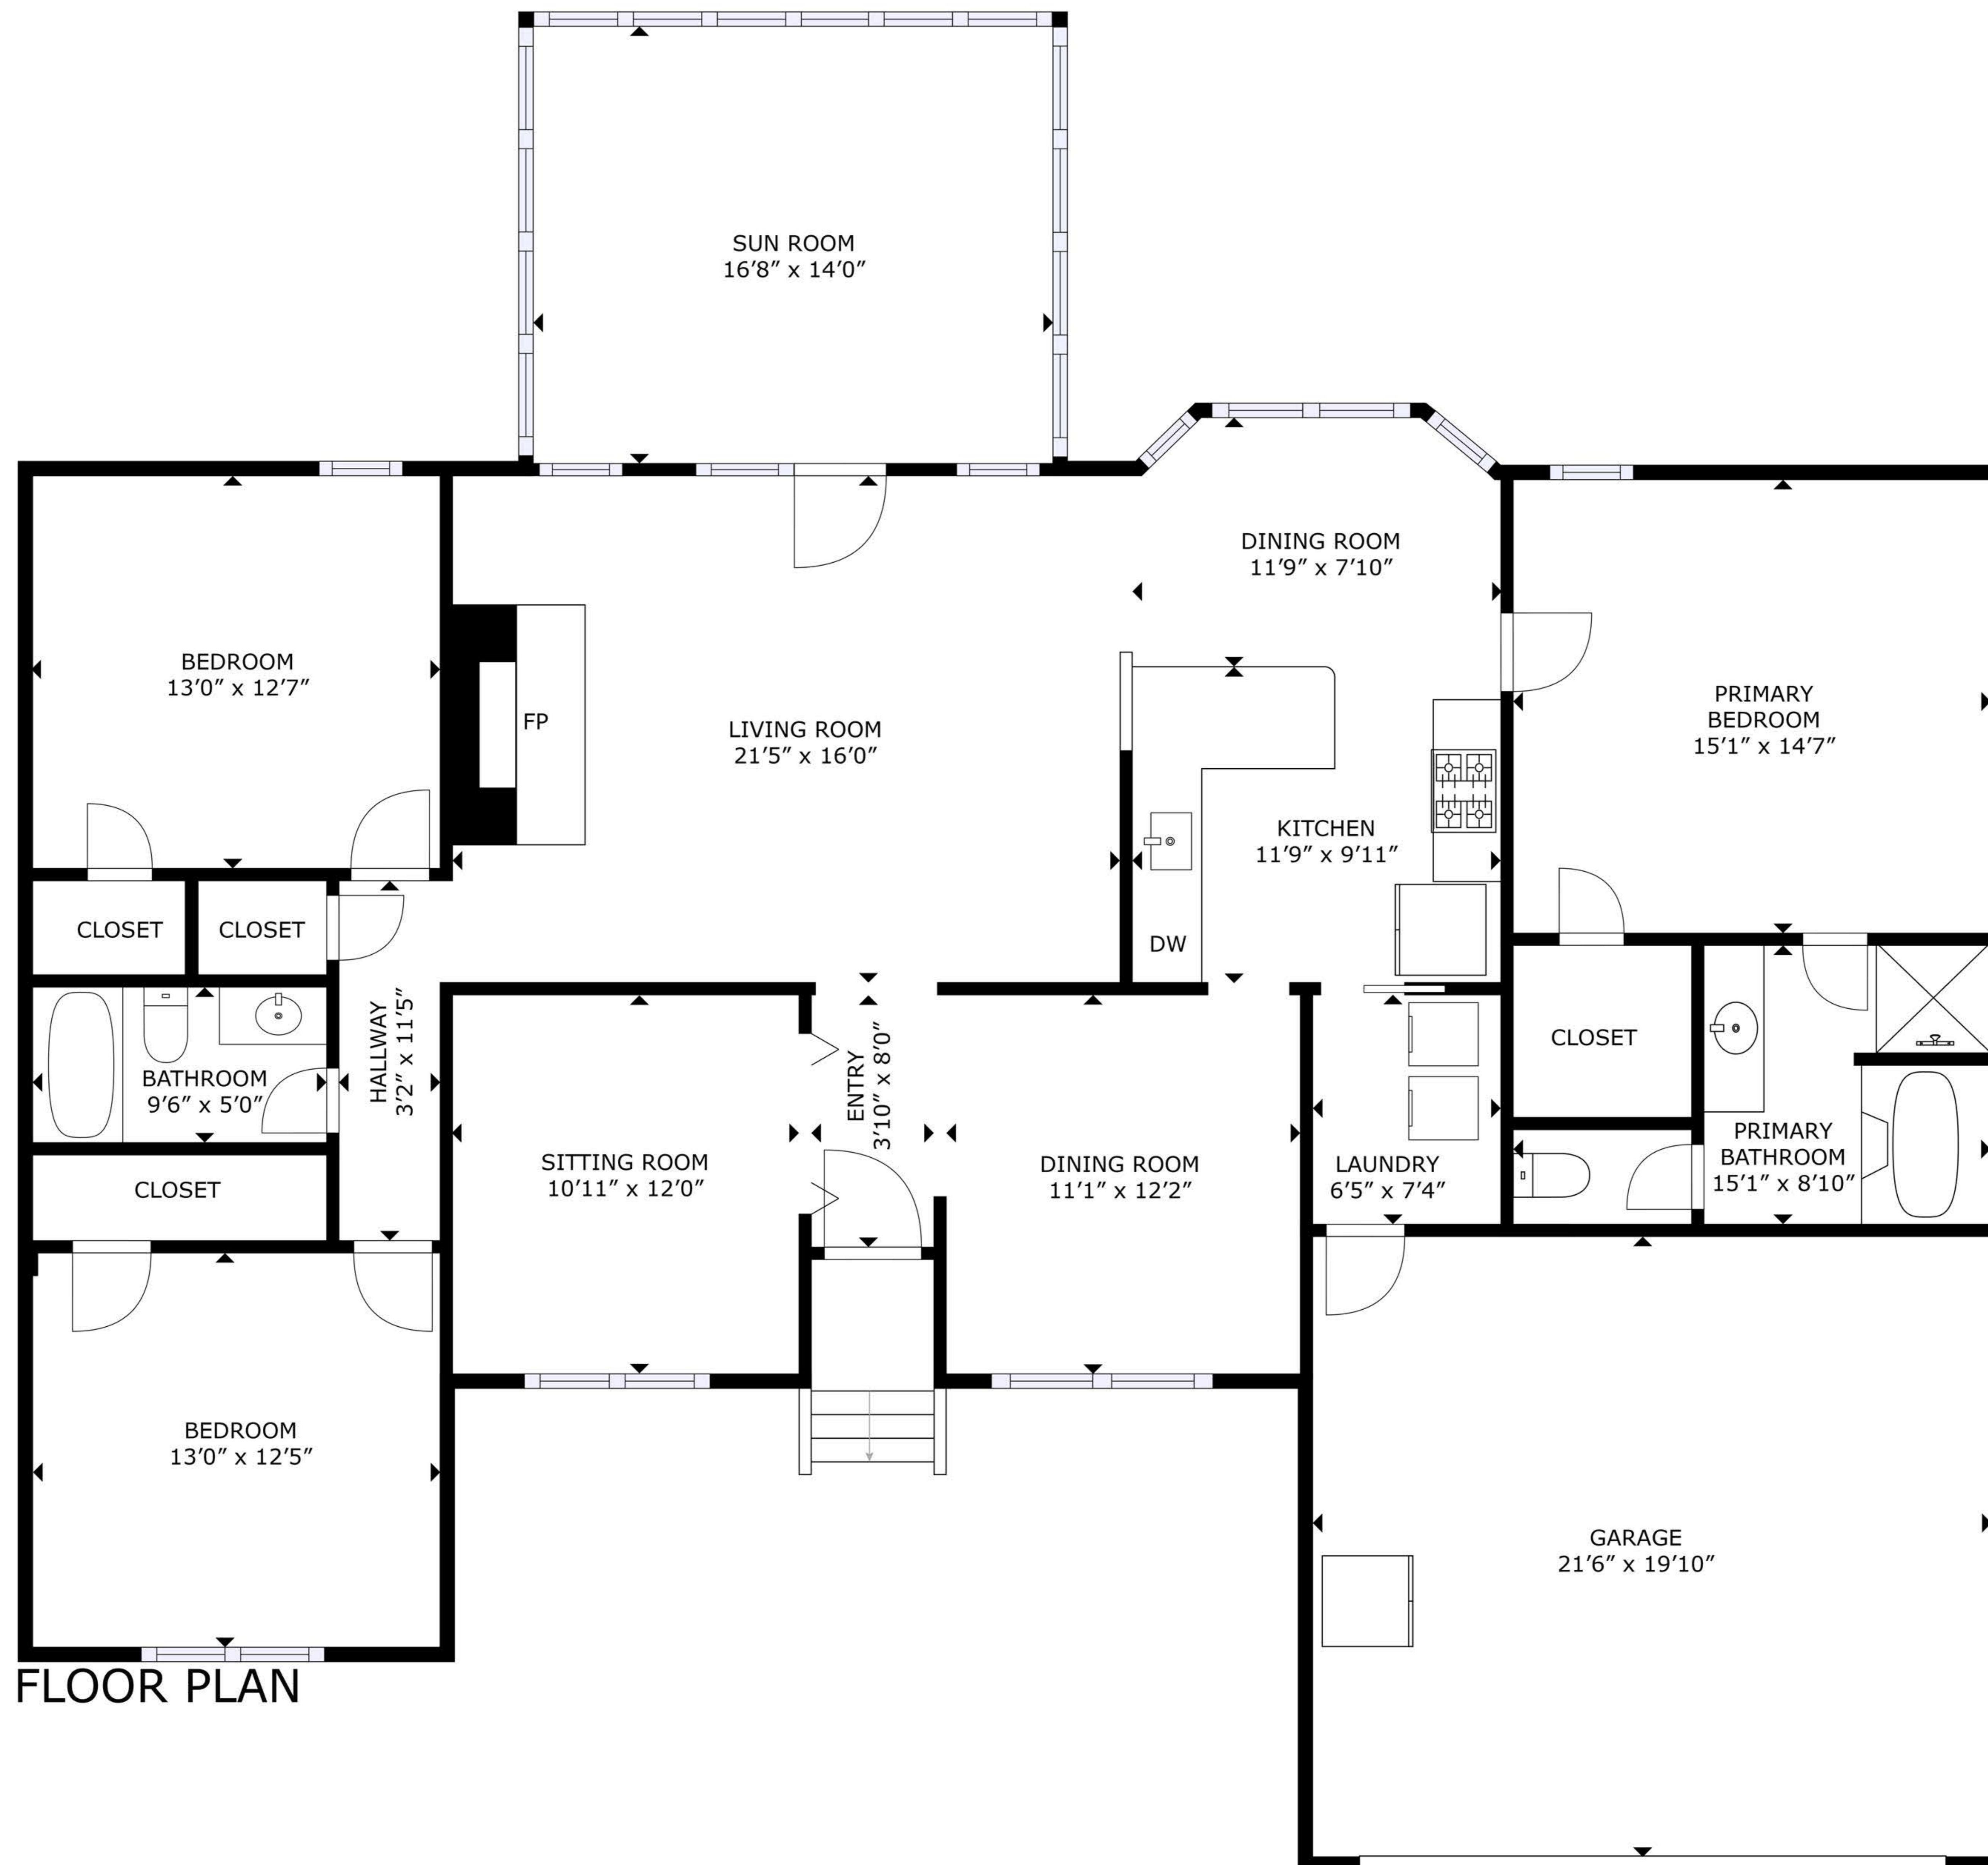 SUN ROOM
16′8″ x 14′0″
DINING ROOM
11′9″ x 7′10″
BEDROOM
13′0″ x 12′7″
FP
LIVING ROOM
21′5″ x 16′0″
PRIMARY
BEDROOM
15′1″ x 14′7″
KITCHEN
11′9″ x 9′11″
DW
CLOSET
CLOSET
HALLWAY
3′2″ x 11′5″
BATHROOM
9′6″ x 5′0″
ENTRY
3′10″ x 8′0″
CLOSET
SITTING ROOM
10′11″ x 12′0″
DINING ROOM
11′1″ x 12′2″
LAUNDRY
6′5″ x 7′4″
PRIMARY
BATHROOM
15′1″ x 8′10″
CLOSET
BEDROOM
13′0″ x 12′5″
GARAGE
21′6″ x 19′10″
FLOOR PLAN